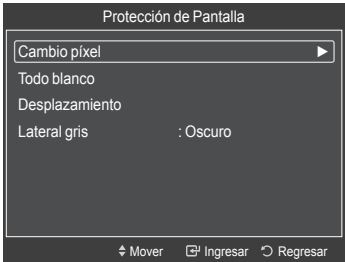 Protección de Pantalla
Cambio píxel ►
Todo blanco
Desplazamiento
Lateral gris : Oscuro
Mover Ingresar Regresar